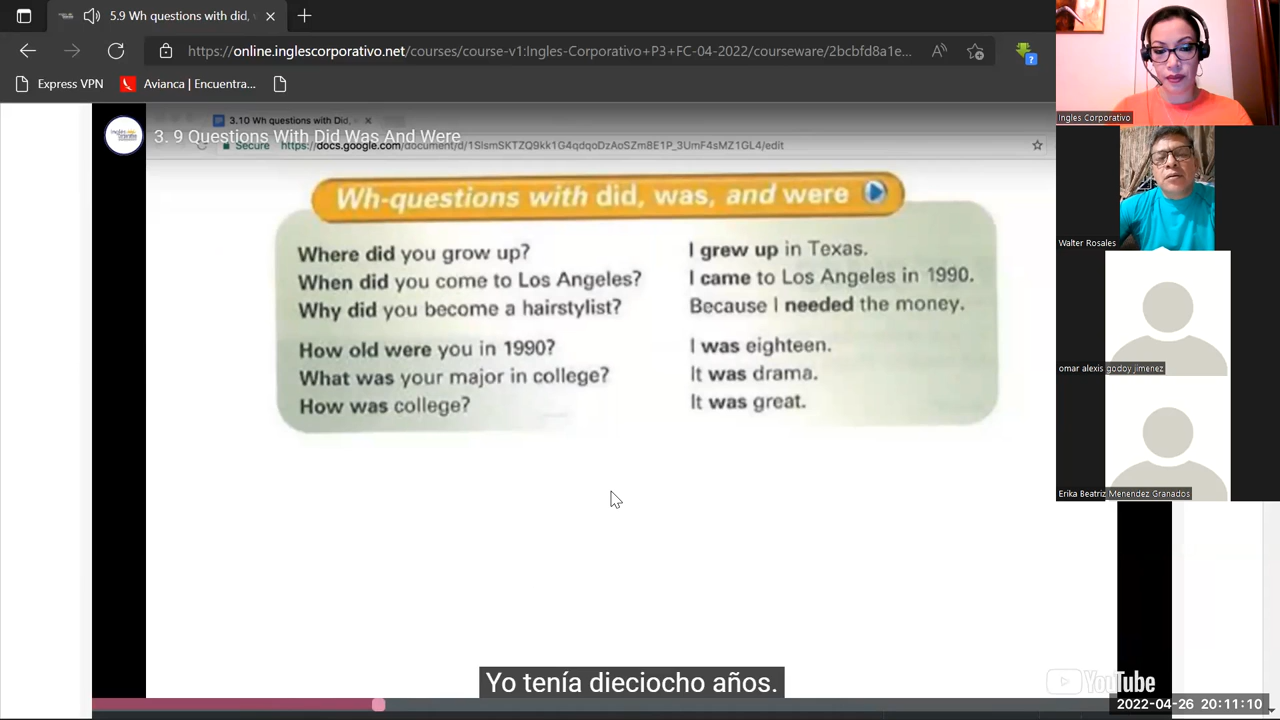 5.9 Wh questions with did,
https://online.inglescorporativo.net/courses/course-v1:Ingles-Corporativo+P3+FC-04-2022/courseware/2bcbfd8a1e...
Express VPN
Avianca | Encuentra...
3.10 Wh questions with Did,
3. 9 Questions With Did Was And Were
Secure
https://docs.google.com/document/d/1SlsmSKTZQ9kk1G4qdqoDzAoSZm8E1P_3UmF4sMZ1GL4/edit
Wh-questions with did, was, and were
Where did you grow up?
I grew up in Texas.
When did you come to Los Angeles?
I came to Los Angeles in 1990.
Why did you become a hairstylist?
Because I needed the money.
How old were you in 1990?
I was eighteen.
What was your major in college?
It was drama.
How was college?
It was great.
Yo tenía dieciocho años.
YouTube
Ingles Corporativo
Walter Rosales
omar alexis godoy jimenez
Erika Beatriz Menendez Granados
2022-04-26 20:11:10